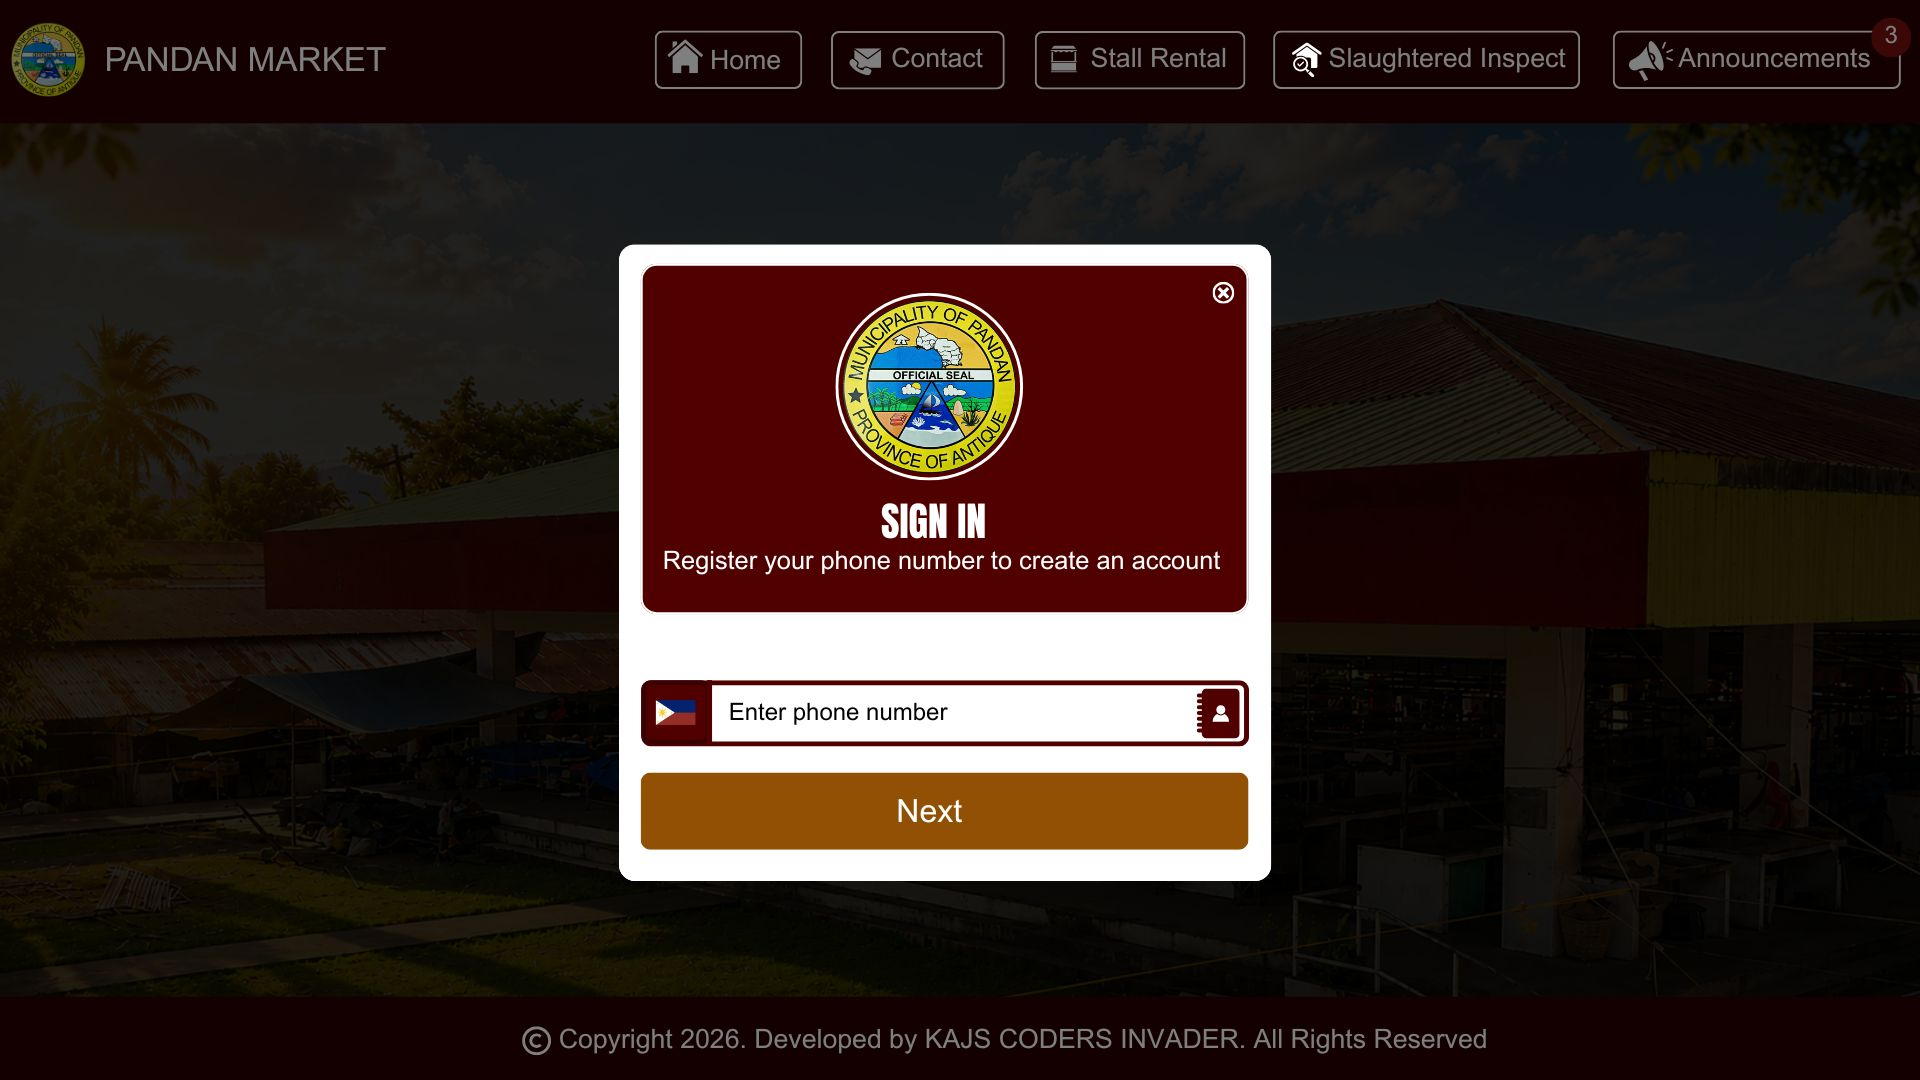 PANDAN MARKET
Home
Contact
Stall Rental
Slaughtered Inspect
Announcements
3
MUNICIPALITY OF PANDAN
OFFICIAL SEAL
PROVINCE OF ANTIQUE
SIGN IN
Register your phone number to create an account
Enter phone number
Next
© Copyright 2026. Developed by KAJS CODERS INVADER. All Rights Reserved